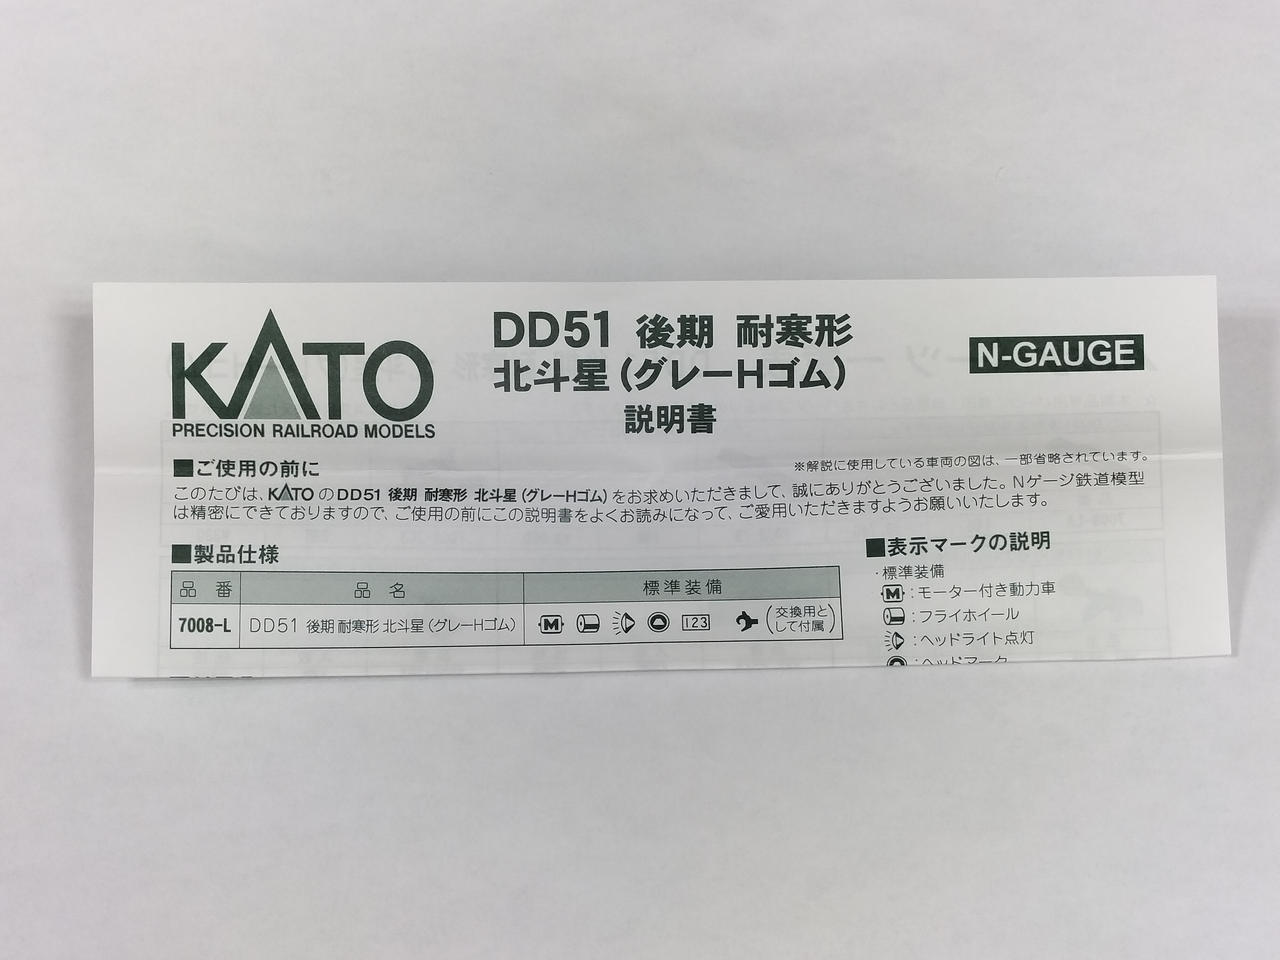 KATO
PRECISION RAILROAD MODELS
DD51 後期 耐寒形
北斗星（グレーHゴム）
説明書
N-GAUGE
■ご使用の前に
※解説に使用している車両の図は、一部省略されています。
このたびは、KATOのDD51 後期 耐寒形 北斗星（グレーHゴム）をお求めいただきまして、誠にありがとうございました。Nゲージ鉄道模型
は精密にできておりますので、ご使用の前にこの説明書をよくお読みになって、ご愛用いただきますようお願いいたします。
■製品仕様
品 番 品 名 標準装備
7008-L DD51 後期 耐寒形 北斗星（グレーHゴム） M 123 （交換用と
して付属）
■表示マークの説明
・標準装備
M：モーター付き動力車
：フライホイール
：ヘッドライト点灯
：ヘッドマーク